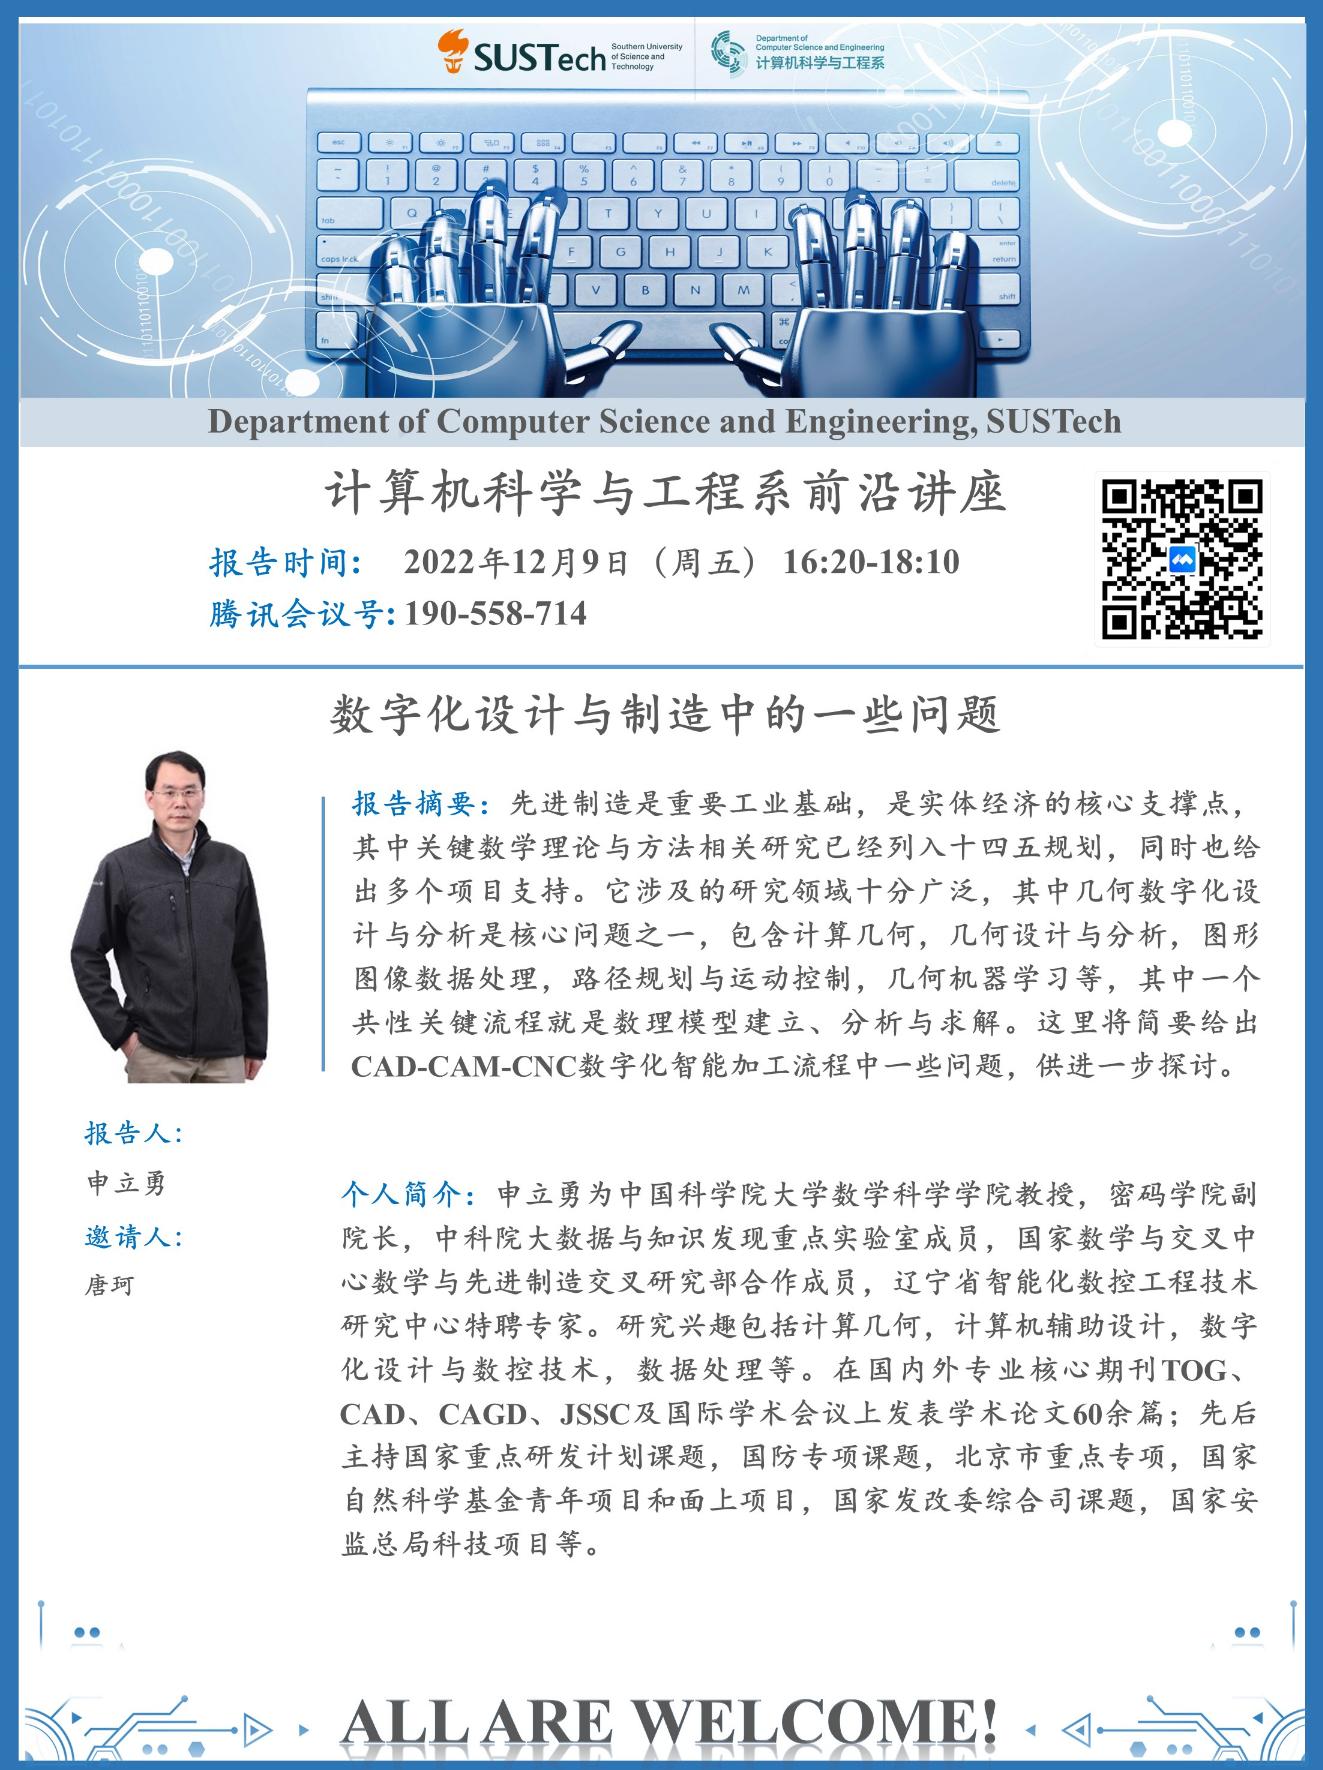 SUSTech
Southern University
of Science and
Technology
Department of
Computer Science and Engineering
计算机科学与工程系
Department of Computer Science and Engineering, SUSTech
计算机科学与工程系前沿讲座
报告时间： 2022年12月9日（周五） 16:20-18:10
腾讯会议号: 190-558-714
数字化设计与制造中的一些问题
报告摘要：先进制造是重要工业基础，是实体经济的核心支撑点，
其中关键数学理论与方法相关研究已经列入十四五规划，同时也给
出多个项目支持。它涉及的研究领域十分广泛，其中几何数字化设
计与分析是核心问题之一，包含计算几何，几何设计与分析，图形
图像数据处理，路径规划与运动控制，几何机器学习等，其中一个
共性关键流程就是数理模型建立、分析与求解。这里将简要给出
CAD-CAM-CNC数字化智能加工流程中一些问题，供进一步探讨。
报告人：
申立勇
邀请人：
唐珂
个人简介：申立勇为中国科学院大学数学科学学院教授，密码学院副
院长，中科院大数据与知识发现重点实验室成员，国家数学与交叉中
心数学与先进制造交叉研究部合作成员，辽宁省智能化数控工程技术
研究中心特聘专家。研究兴趣包括计算几何，计算机辅助设计，数字
化设计与数控技术，数据处理等。在国内外专业核心期刊TOG、
CAD、CAGD、JSSC及国际学术会议上发表学术论文60余篇；先后
主持国家重点研发计划课题，国防专项课题，北京市重点专项，国家
自然科学基金青年项目和面上项目，国家发改委综合司课题，国家安
监总局科技项目等。
ALL ARE WELCOME!